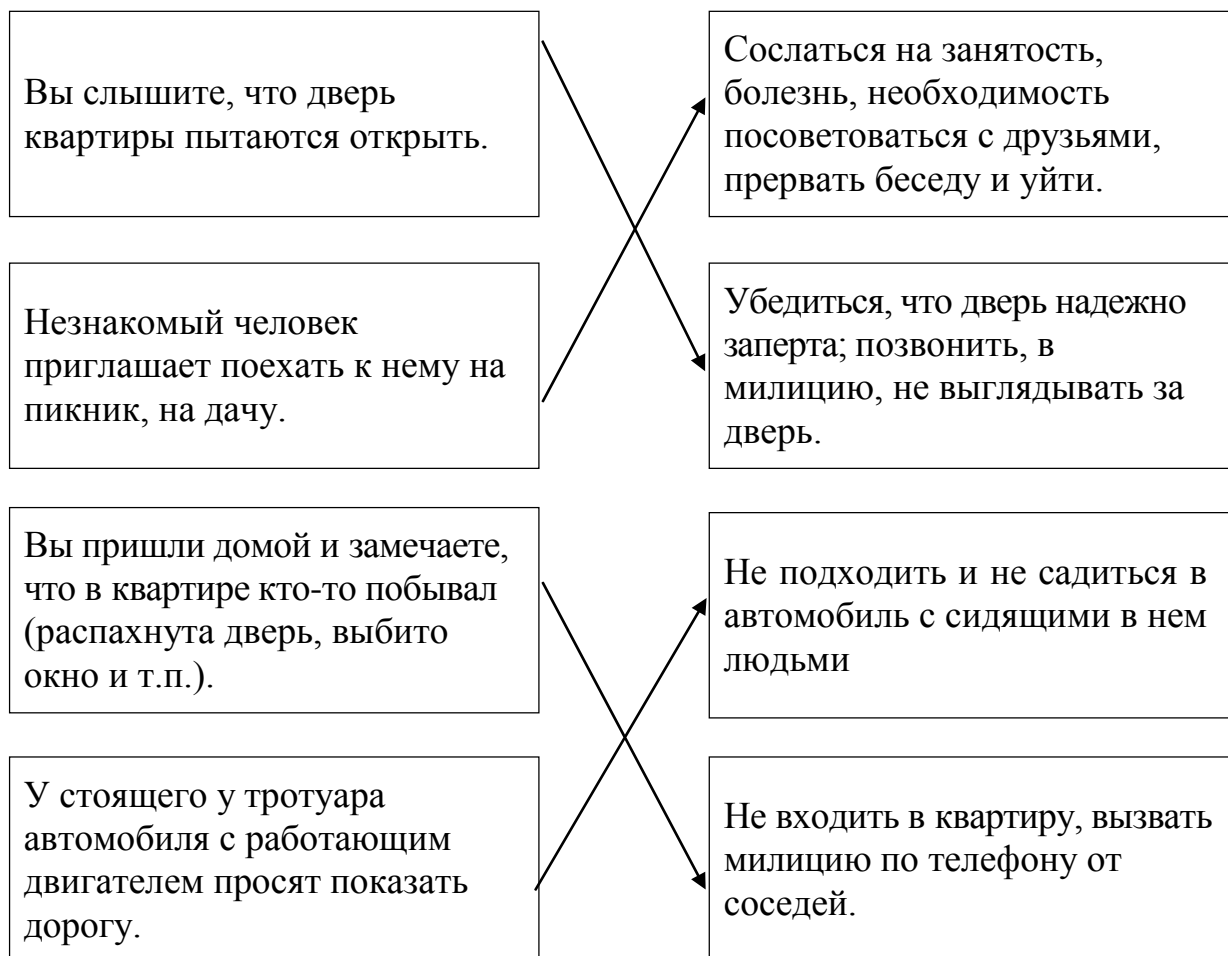 Вы слышите, что дверь
квартиры пытаются открыть.
Сослаться на занятость,
болезнь, необходимость
посоветоваться с друзьями,
прервать беседу и уйти.
Незнакомый человек
приглашает поехать к нему на
пикник, на дачу.
Убедиться, что дверь надежно
заперта; позвонить, в
милицию, не выглядывать за
дверь.
Вы пришли домой и замечаете,
что в квартире кто-то побывал
(распахнута дверь, выбито
окно и т.п.).
Не подходить и не садиться в
автомобиль с сидящими в нем
людьми
У стоящего у тротуара
автомобиля с работающим
двигателем просят показать
дорогу.
Не входить в квартиру, вызвать
милицию по телефону от
соседей.